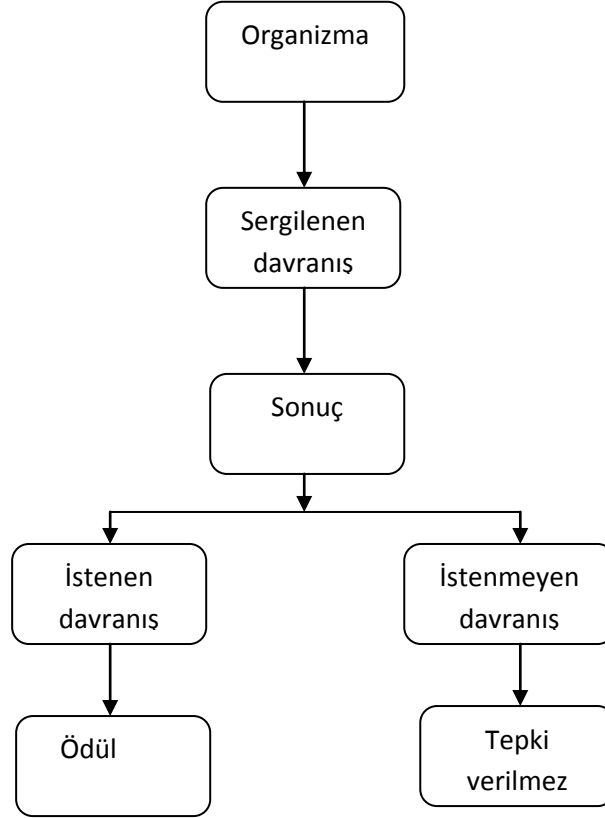 Organizma
Sergilenen
davranış
Sonuç
İstenen
davranış
İstenmeyen
davranış
Ödül
Tepki
verilmez